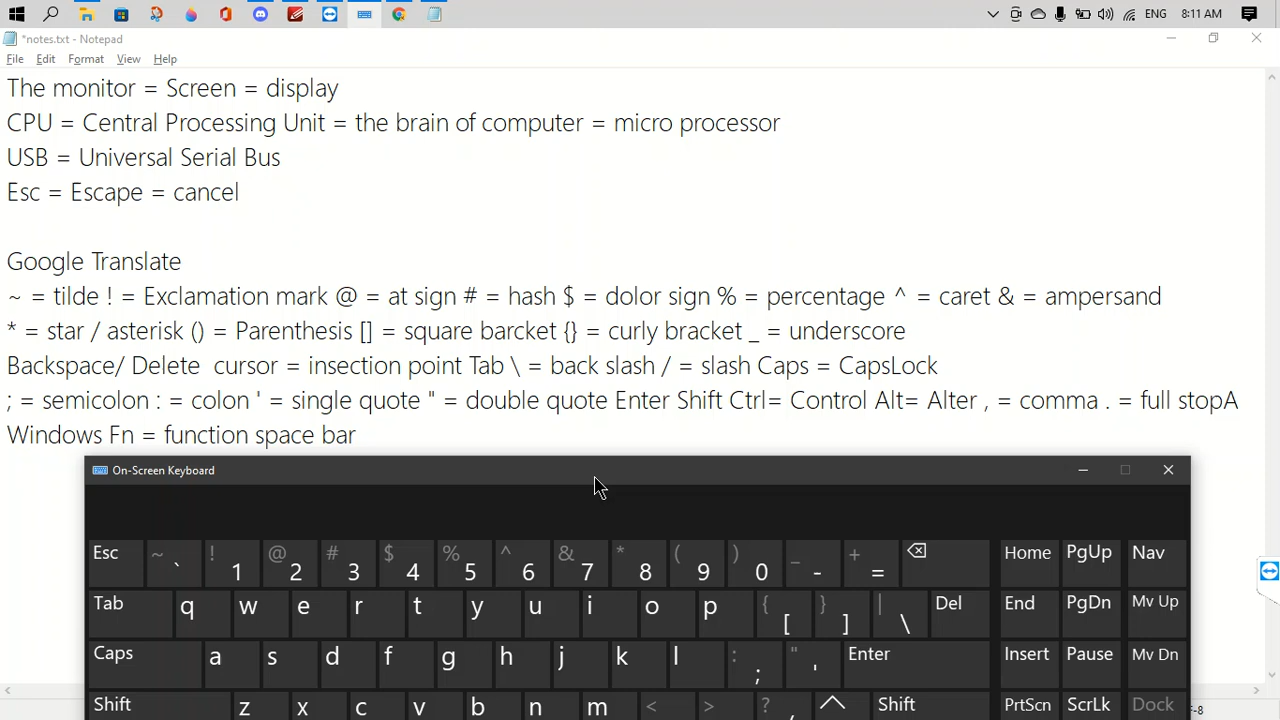 ENG 8:11 AM
*notes.txt - Notepad
File Edit Format View Help
The monitor = Screen = display
CPU = Central Processing Unit = the brain of computer = micro processor
USB = Universal Serial Bus
Esc = Escape = cancel
Google Translate
~ = tilde ! = Exclamation mark @ = at sign # = hash $ = dolor sign % = percentage ^ = caret & = ampersand
* = star / asterisk () = Parenthesis [] = square barcket {} = curly bracket _ = underscore
Backspace/ Delete  cursor = insection point Tab \ = back slash / = slash Caps = CapsLock
; = semicolon : = colon ' = single quote " = double quote Enter Shift Ctrl= Control Alt= Alter , = comma . = full stopA
Windows Fn = function space bar
On-Screen Keyboard
Esc ~ ` ! 1 @ 2 # 3 $ 4 % 5 ^ 6 & 7 * 8 ( 9 ) 0 _ - + = Home PgUp Nav
Tab q w e r t y u i o p { [ } ] | \ Del End PgDn Mv Up
Caps a s d f g h j k l : ; " ' Enter Insert Pause Mv Dn
Shift z x c v b n m < > ? Shift PrtScn ScrLk Dock
-8